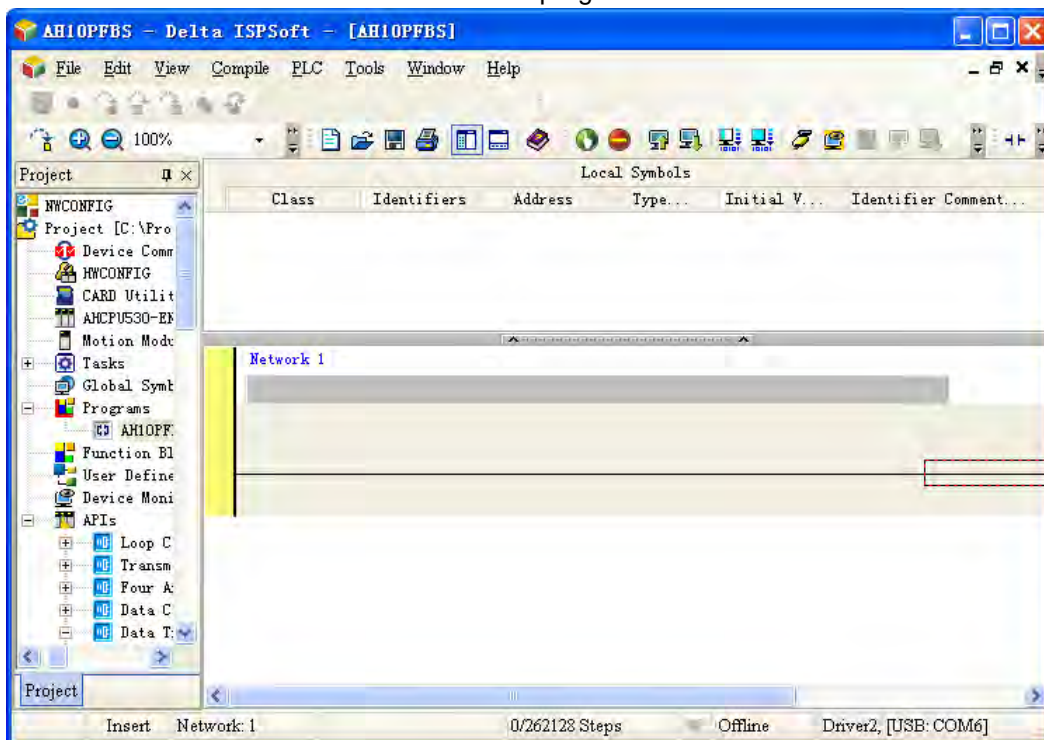 AH10PFBS - Delta ISPSoft - [AH10PFBS]
File Edit View Compile PLC Tools Window Help
100%
Project
Local Symbols
Class Identifiers Address Type... Initial V... Identifier Comment...
NWCONFIG
Project [C:\Pro
Device Comm
HWCONFIG
CARD Utilit
AHCPU530-EN
Motion Modu
Tasks
Global Symb
Programs
AH10PF
Function Bl
User Define
Device Moni
APIs
Loop C
Transm
Four A
Data C
Data T
Network 1
Project
Insert Network: 1 0/262128 Steps Offline Driver2, [USB: COM6]